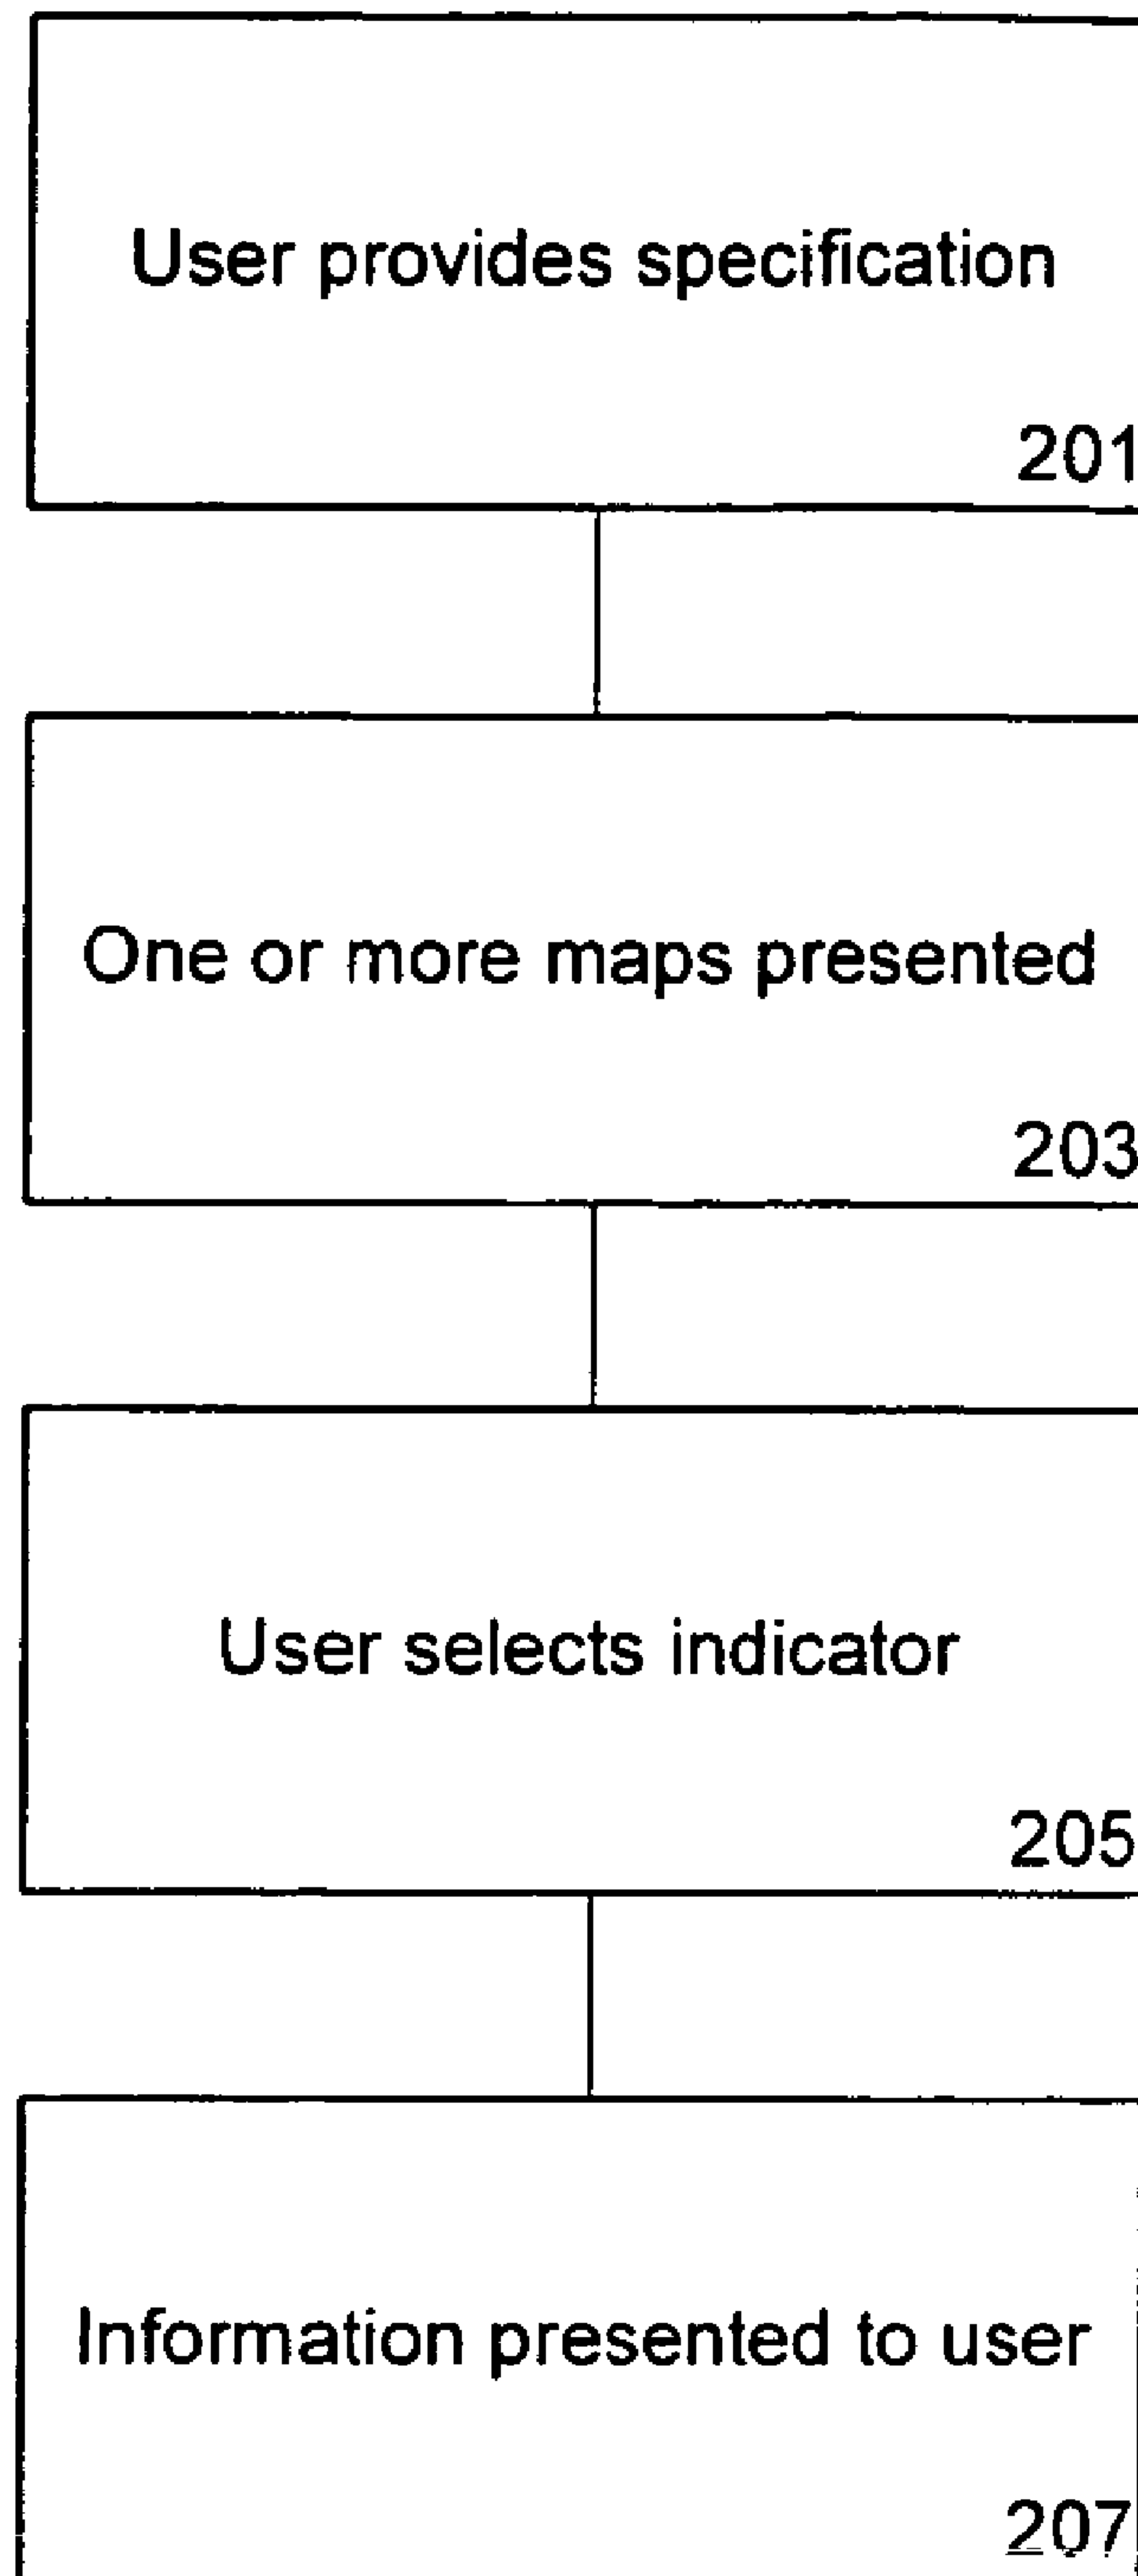 User provides specification
201
One or more maps presented
203
User selects indicator
205
Information presented to user
207